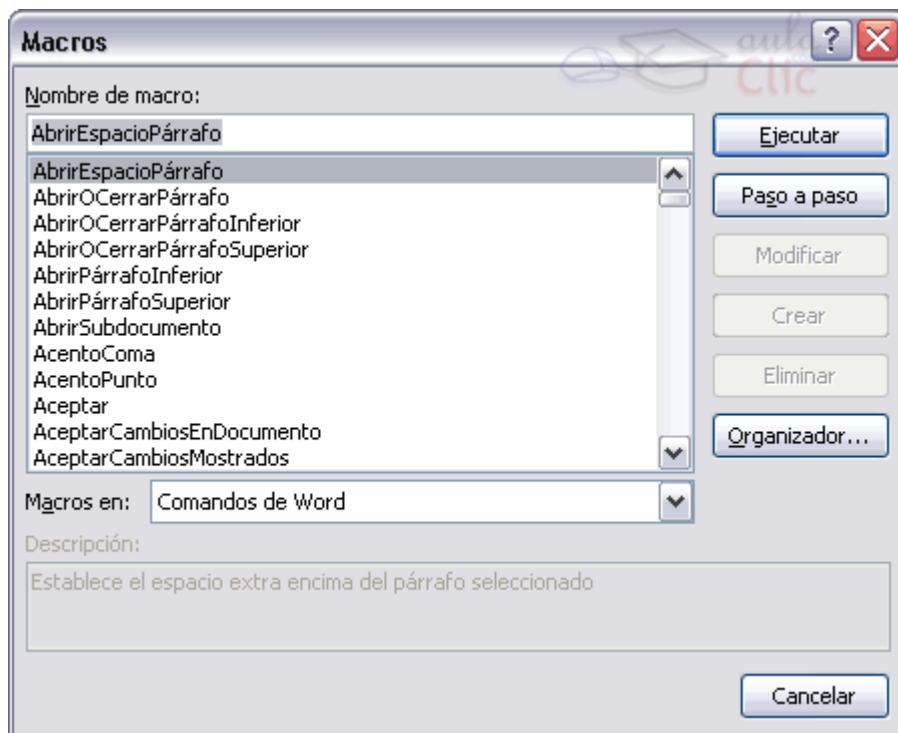 Macros
aula
Clic
Nombre de macro:
AbrirEspacioPárrafo
Ejecutar
AbrirEspacioPárrafo
AbrirOCerrarPárrafo
AbrirOCerrarPárrafoInferior
AbrirOCerrarPárrafoSuperior
AbrirPárrafoInferior
AbrirPárrafoSuperior
AbrirSubdocumento
AcentoComa
AcentoPunto
Aceptar
AceptarCambiosEnDocumento
AceptarCambiosMostrados
Paso a paso
Modificar
Crear
Eliminar
Organizador...
Macros en: Comandos de Word
Descripción:
Establece el espacio extra encima del párrafo seleccionado
Cancelar